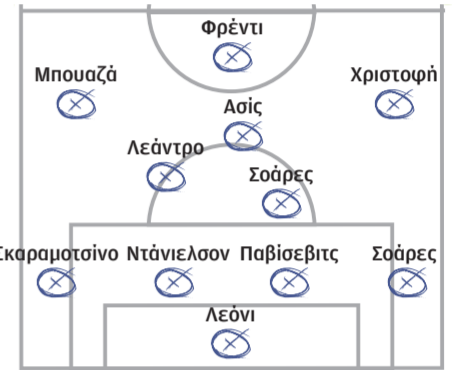 Φρέντι
Μπουαζά
Χριστοφή
Ασίς
Λεάντρο
Σοάρες
Σκαραμοτσίνο Ντάνιελσον Παβίσεβιτς Σοάρες
Λεόνι